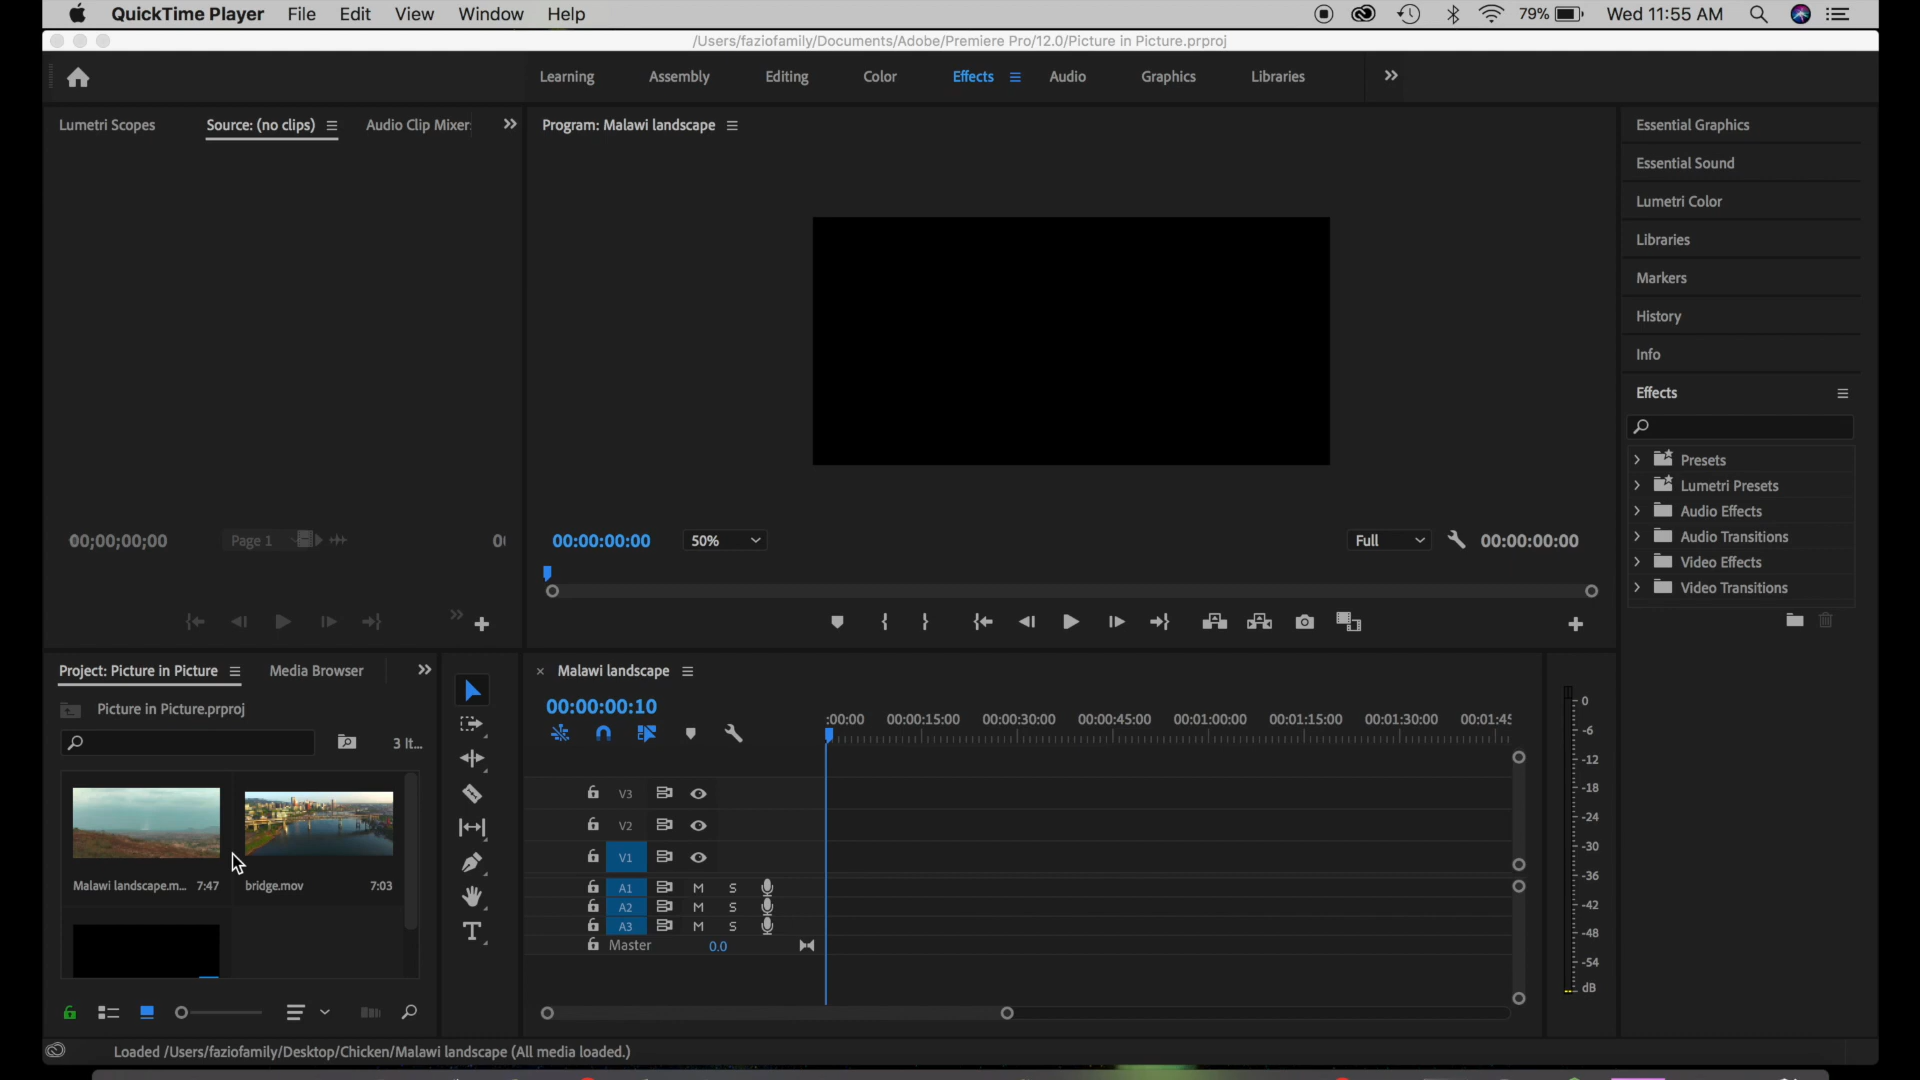 QuickTime Player File Edit View Window Help 79% Wed 11:55 AM
/Users/faziofamily/Documents/Adobe/Premiere Pro/12.0/Picture in Picture.prproj
Learning Assembly Editing Color Effects Audio Graphics Libraries
Lumetri Scopes Source: (no clips) Audio Clip Mixer: Program: Malawi landscape
Essential Graphics
Essential Sound
Lumetri Color
Libraries
Markers
History
Info
Effects
Presets
Lumetri Presets
Audio Effects
Audio Transitions
Video Effects
Video Transitions
00;00;00;00 Page 1 00:00:00:00 50% Full 00:00:00:00
Project: Picture in Picture Media Browser
Picture in Picture.prproj
3 It...
Malawi landscape.m... 7:47 bridge.mov 7:03
Malawi landscape
00:00:00:10
:00:00 00:00:15:00 00:00:30:00 00:00:45:00 00:01:00:00 00:01:15:00 00:01:30:00 00:01:45
V3
V2
V1
A1 M S
A2 M S
A3 M S
Master 0.0
0
-6
-12
-18
-24
-30
-36
-42
-48
-54
dB
Loaded /Users/faziofamily/Desktop/Chicken/Malawi landscape (All media loaded.)